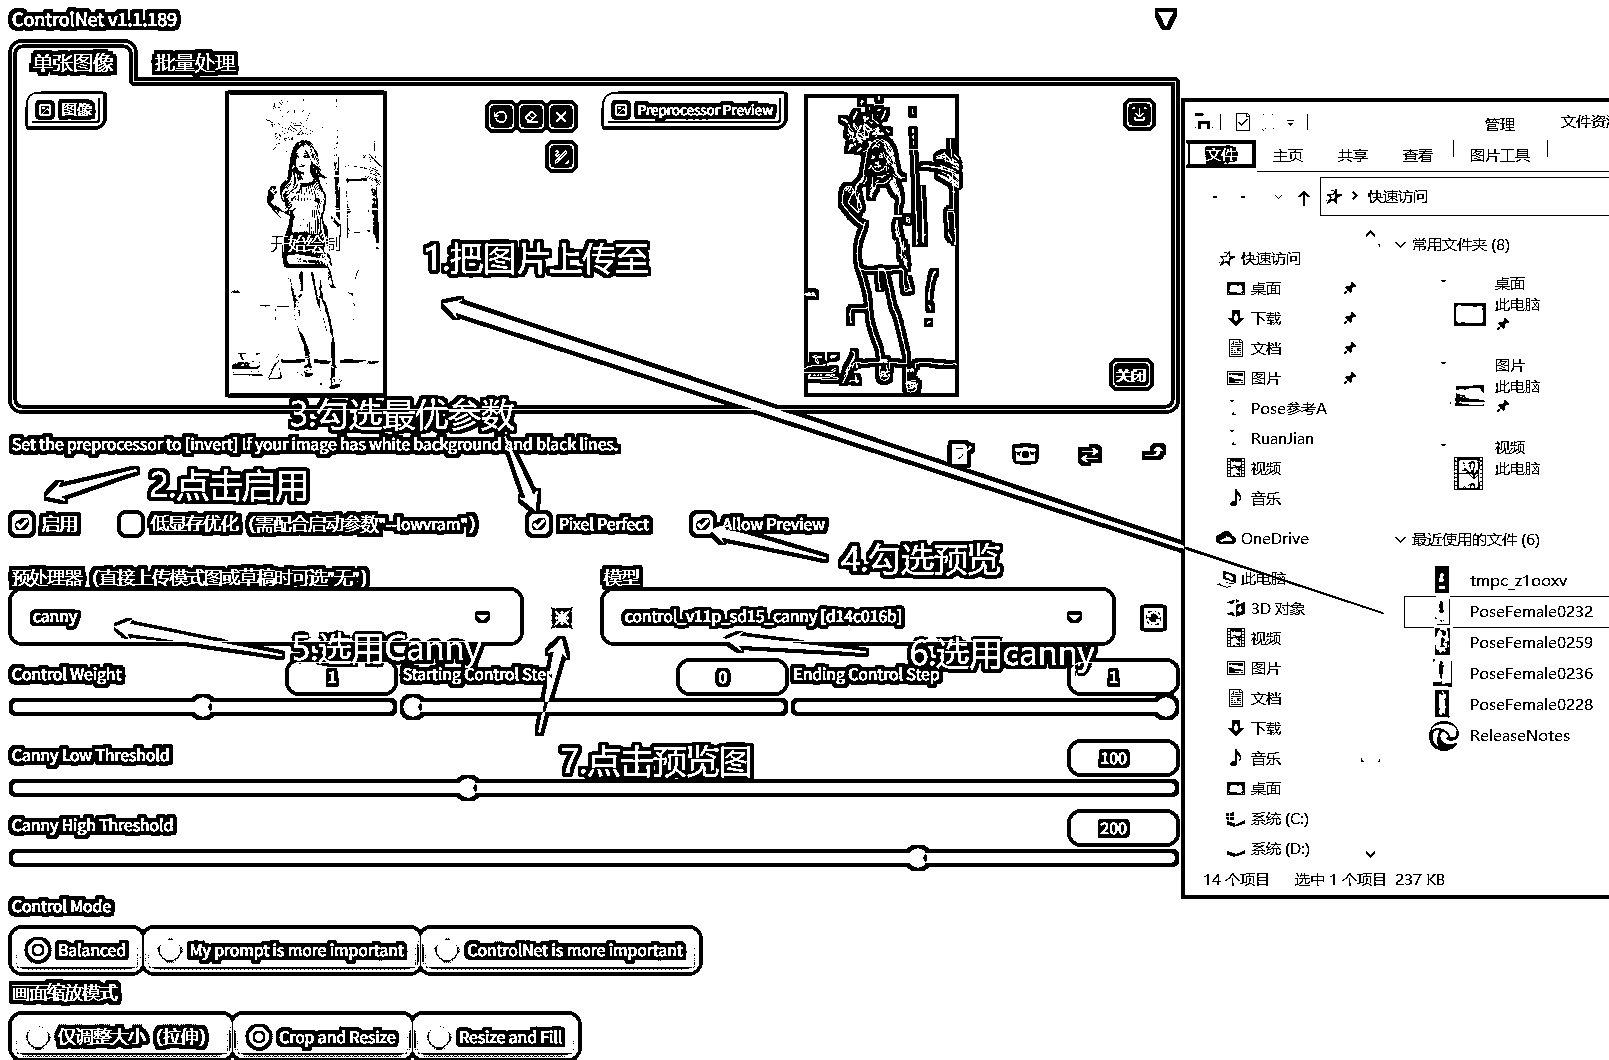 ControlNet v1.1.189
单张图像
批量处理
图像
开始绘制
Preprocessor Preview
1.把图片上传至
关闭
3.勾选最优参数
Set the preprocessor to [invert] If your image has white background and black lines.
2.点击启用
启用
低显存优化 (需配合启动参数"--lowvram")
Pixel Perfect
Allow Preview
4.勾选预览
预处理器 (直接上传模式图或草稿时可选"无")
模型
canny
control_v11p_sd15_canny [d14c016b]
5.选用Canny
6.选用canny
Control Weight
1
Starting Control Ste
0
Ending Control Step
1
7.点击预览图
Canny Low Threshold
100
Canny High Threshold
200
Control Mode
Balanced
My prompt is more important
ControlNet is more important
画面缩放模式
仅调整大小 (拉伸)
Crop and Resize
Resize and Fill
管理
文件资
文件
主页
共享
查看
图片工具
快速访问
快速访问
桌面
下载
文档
图片
Pose參考A
RuanJian
视频
音乐
OneDrive
此电脑
3D 对象
视频
图片
文档
下载
音乐
桌面
系统 (C:)
系统 (D:)
常用文件夹 (8)
桌面
此电脑
图片
此电脑
视频
此电脑
最近使用的文件 (6)
tmpc_z1ooxv
PoseFemale0232
PoseFemale0259
PoseFemale0236
PoseFemale0228
ReleaseNotes
14 个项目
选中 1 个项目 237 KB